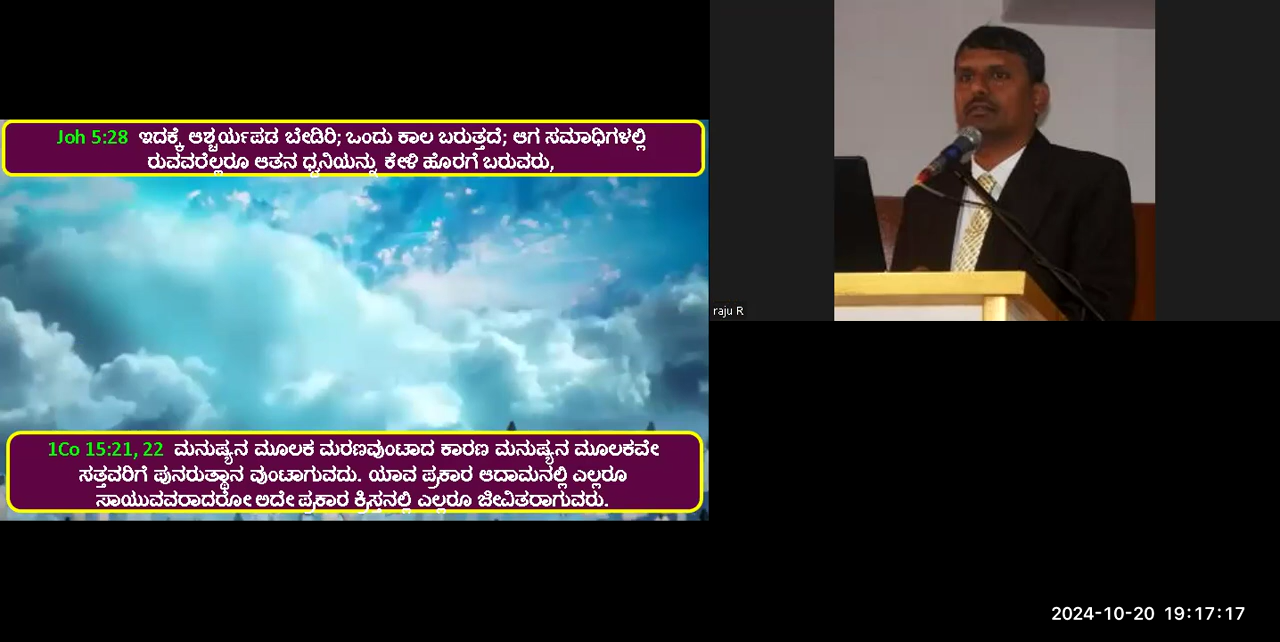 Joh 5:28 ಇದಕ್ಕೆ ಆಶ್ಚರ್ಯಪಡ ಬೇಡಿರಿ; ಒಂದು ಕಾಲ ಬರುತ್ತದೆ; ಆಗ ಸಮಾಧಿಗಳಲ್ಲಿ
ರುವವರೆಲ್ಲರೂ ಆತನ ಧ್ವನಿಯನ್ನು ಕೇಳಿ ಹೊರಗೆ ಬರುವರು,
1Co 15:21, 22 ಮನುಷ್ಯನ ಮೂಲಕ ಮರಣವುಂಟಾದ ಕಾರಣ ಮನುಷ್ಯನ ಮೂಲಕವೇ
ಸತ್ತವರಿಗೆ ಪುನರುತ್ಥಾನ ವುಂಟಾಗುವದು. ಯಾವ ಪ್ರಕಾರ ಆದಾಮನಲ್ಲಿ ಎಲ್ಲರೂ
ಸಾಯುವವರಾದರೋ ಅದೇ ಪ್ರಕಾರ ಕ್ರಿಸ್ತನಲ್ಲಿ ಎಲ್ಲರೂ ಜೀವಿತರಾಗುವರು.
raju R
2024-10-20 19:17:17